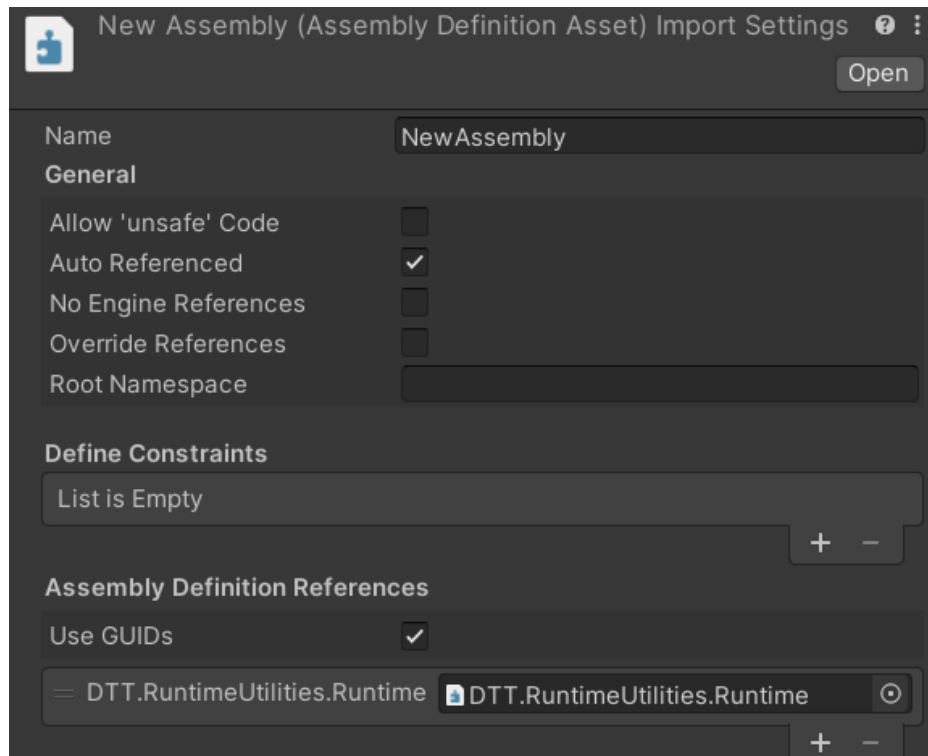 New Assembly (Assembly Definition Asset) Import Settings
Open
Name NewAssembly
General
Allow 'unsafe' Code
Auto Referenced
No Engine References
Override References
Root Namespace
Define Constraints
List is Empty
Assembly Definition References
Use GUIDs
DTT.RuntimeUtilities.Runtime DTT.RuntimeUtilities.Runtime